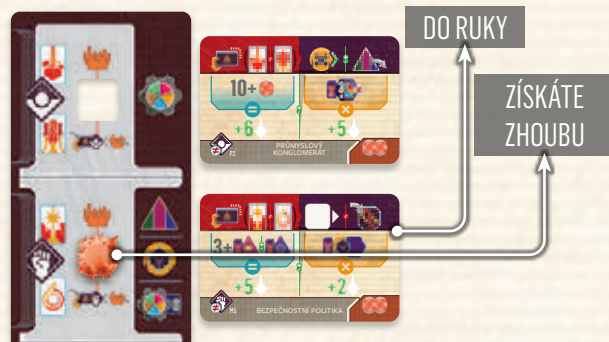 DO RUKY
ZÍSKÁTE
ZHOUBU
10+
+6
+5
P2
PRŮMYSLOVÝ
KONGLOMERÁT
3+
+5
+2
M5
BEZPEČNOSTNÍ POLITIKA